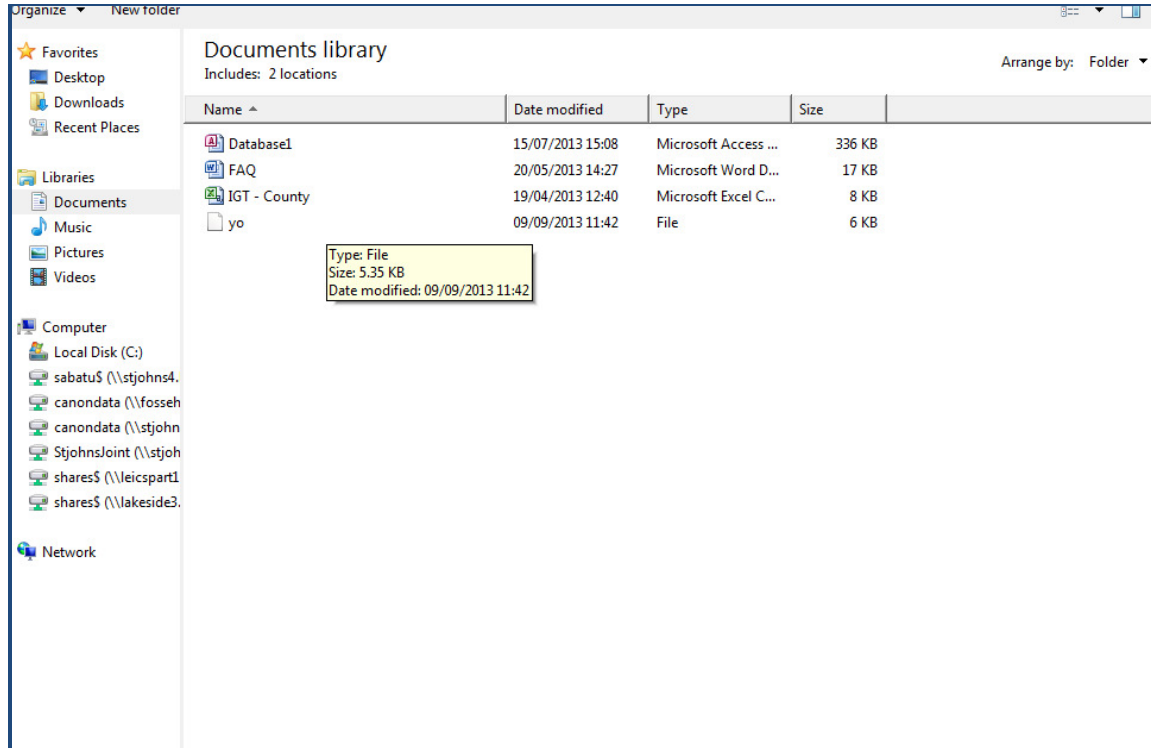 Organize New folder
Favorites
Desktop
Downloads
Recent Places
Libraries
Documents
Music
Pictures
Videos
Computer
Local Disk (C:)
sabatu$ (\\stjohns4.
canondata (\\fosseh
canondata (\\stjohn
StjohnsJoint (\\stjoh
shares$ (\\leicspart1
shares$ (\\lakeside3.
Network
Documents library
Includes: 2 locations
Arrange by: Folder
Name Date modified Type Size
Database1 15/07/2013 15:08 Microsoft Access ... 336 KB
FAQ 20/05/2013 14:27 Microsoft Word D... 17 KB
IGT - County 19/04/2013 12:40 Microsoft Excel C... 8 KB
yo 09/09/2013 11:42 File 6 KB
Type: File
Size: 5.35 KB
Date modified: 09/09/2013 11:42